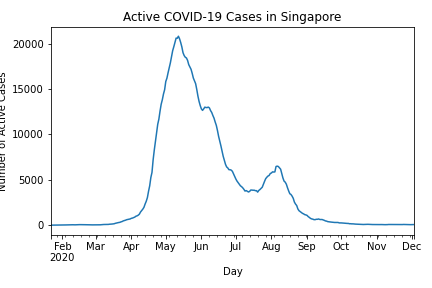 Active COVID-19 Cases in Singapore
Number of Active Cases
20000
15000
10000
5000
0
Feb Mar Apr May Jun Jul Aug Sep Oct Nov Dec
2020
Day